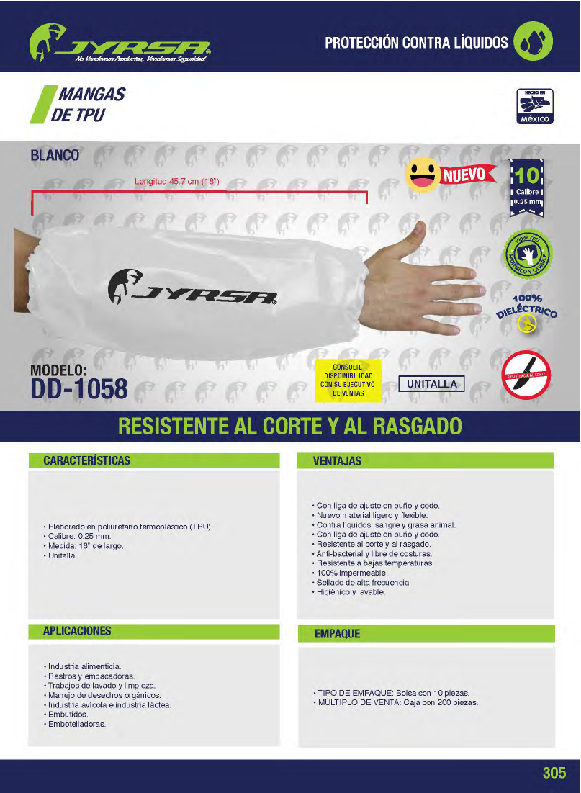 JYRSA
No Vendemos Productos, Vendemos Seguridad
PROTECCIÓN CONTRA LÍQUIDOS
MANGAS
DE TPU
HECHO EN
MÉXICO
BLANCO
Longitud 45.7 cm (18")
NUEVO
10
Calibre
0.25 mm
100%
DIELÉCTRICO
JYRSA
MODELO:
DD-1058
CONSULTE
DISPONIBILIDAD
CON SU EJECUTIVO
DE VENTAS
UNITALLA
RESISTENTE AL CORTE Y AL RASGADO
CARACTERÍSTICAS
• Elaborado en poliuretano termoplástico (TPU)
• Calibre: 0.25 mm.
• Medida: 18" de largo.
• Unitalla
VENTAJAS
• Con liga de ajuste en puño y codo.
• Nuevo material ligero y flexible.
• Contra líquidos, sangre y grasa animal.
• Con liga de ajuste en puño y codo.
• Resistente al corte y al rasgado.
• Anti-bacterial y libre de costuras.
• Resistente a bajas temperaturas
• 100% impermeable
• Sellado de alta frecuencia
• Higiénico y lavable.
APLICACIONES
• Industria alimenticia.
• Rastros y empacadoras.
• Trabajos de lavado y limpieza.
• Manejo de desechos orgánicos.
• Industria avícola e industria láctea.
• Embutidos.
• Embotelladoras.
EMPAQUE
• TIPO DE EMPAQUE: Bolsa con 10 piezas.
• MÚLTIPLO DE VENTA: Caja con 200 piezas.
305